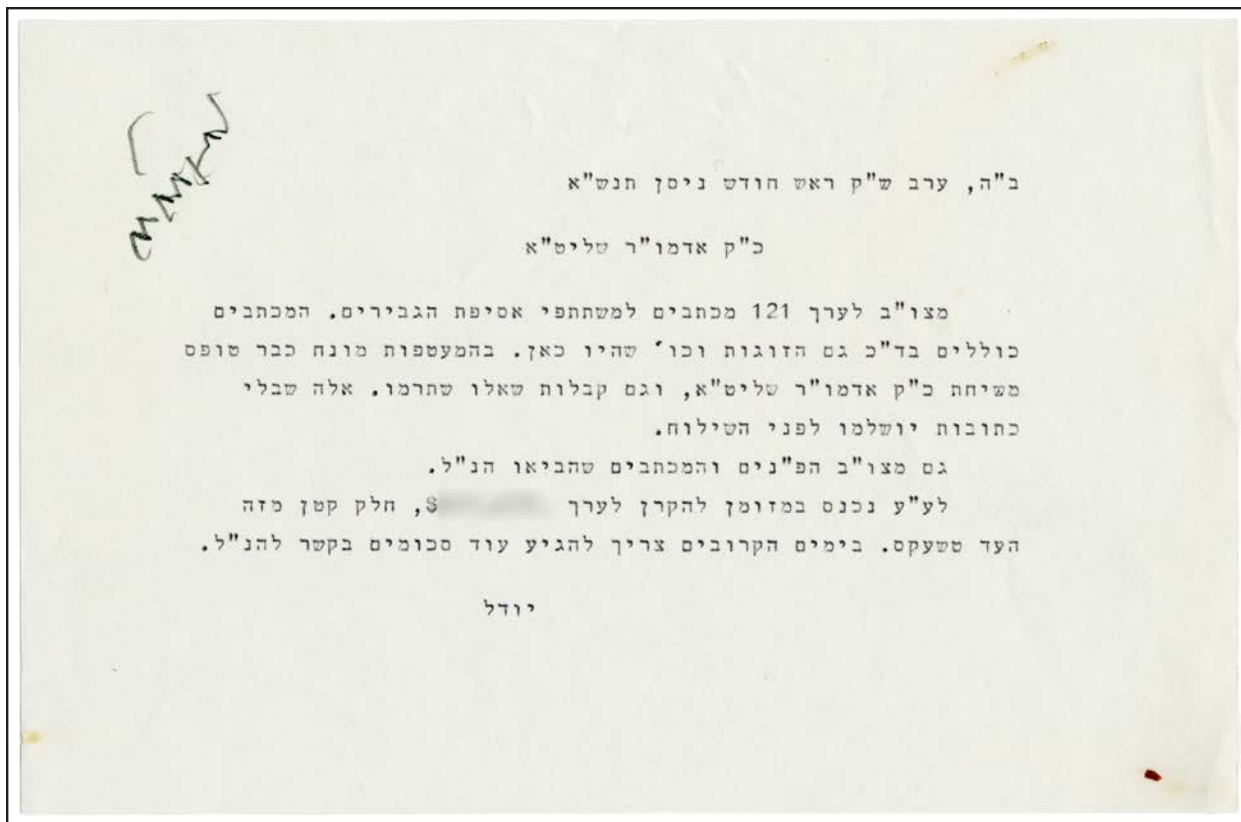 ב"ה, ערב ש"ק ראש חודש ניסן תנש"א
כ"ק אדמו"ר שליט"א
מצו"ב לערך 121 מכתבים למשתתפי אסיפת הגבירים. המכתבים
כוללים בד"כ גם הזוגות וכו' שהיו כאן. בהמעטפות מונח כבר טופס
משיחת כ"ק אדמו"ר שליט"א, וגם קבלות שאלו שתרמו. אלה שבלי
כתובות יושלמו לפני השילוח.
גם מצו"ב הפ"נים והמכתבים שהביאו הנ"ל.
לע"ע נכנס במזומן להקרן לערך $, חלק קטן מזה
העד טשעקס. בימים הקרובים צריך להגיע עוד סכומים בקשר להנ"ל.
יודל